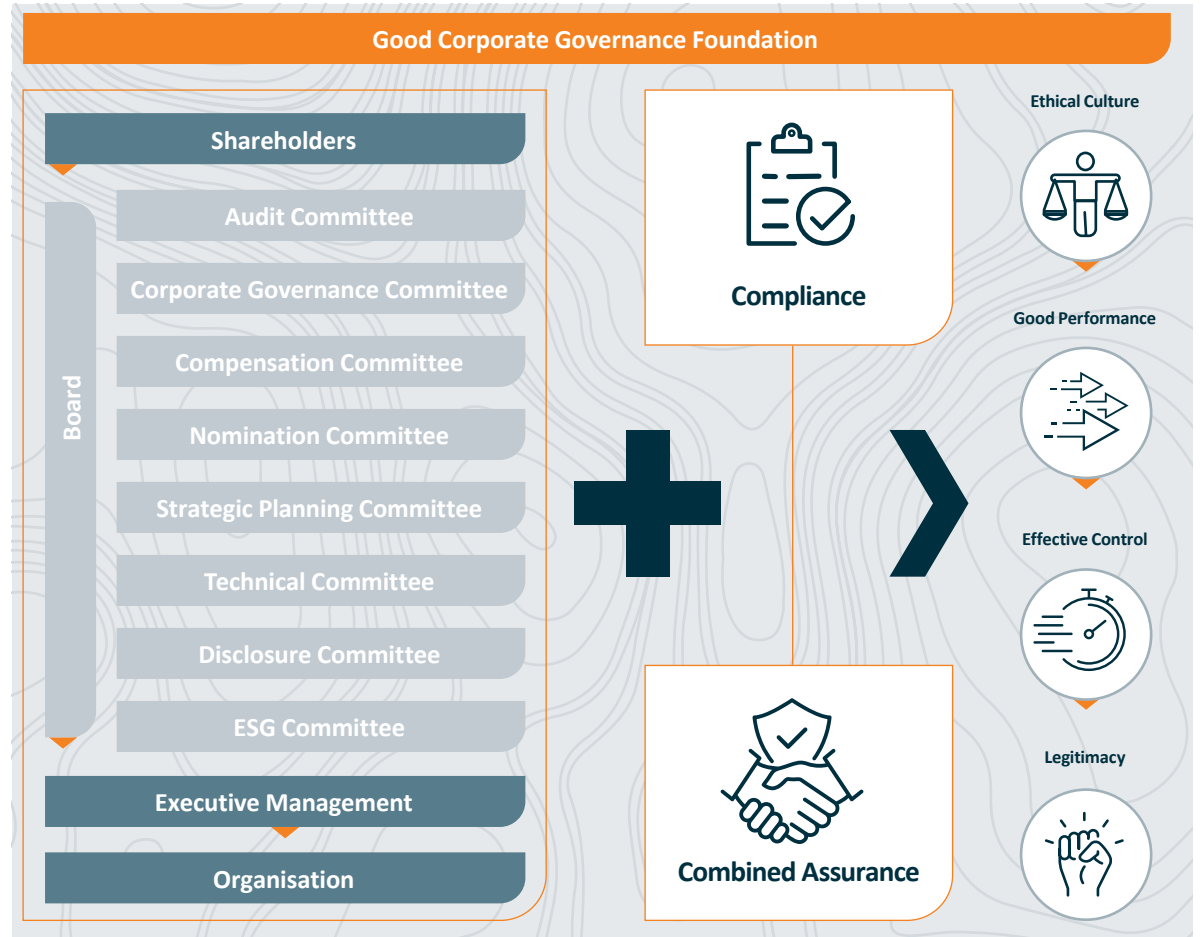 Good Corporate Governance Foundation
Shareholders
Board
Audit Committee
Corporate Governance Committee
Compensation Committee
Nomination Committee
Strategic Planning Committee
Technical Committee
Disclosure Committee
ESG Committee
Executive Management
Organisation
Compliance
Combined Assurance
Ethical Culture
Good Performance
Effective Control
Legitimacy